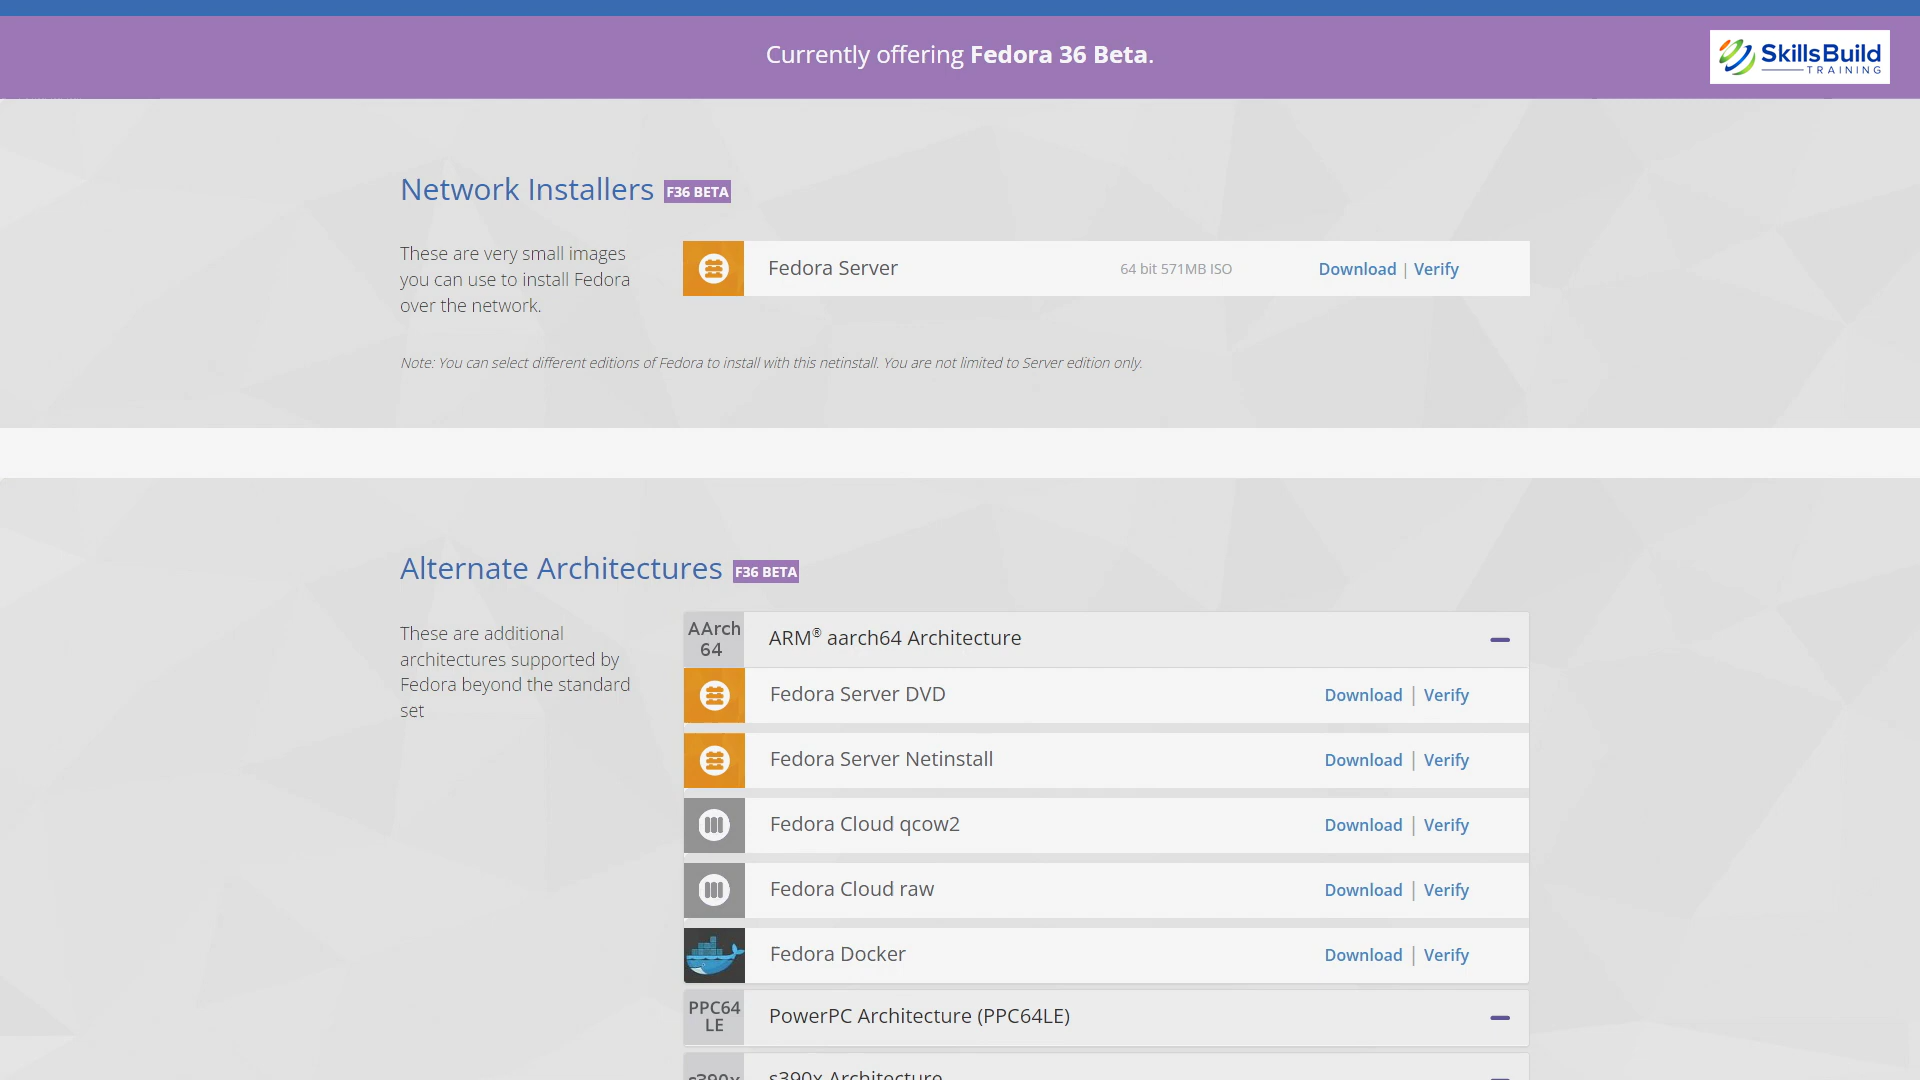 Currently offering Fedora 36 Beta.
SkillsBuild
TRAINING
Network Installers F36 BETA
These are very small images
you can use to install Fedora
over the network.
Fedora Server 64 bit 571MB ISO Download | Verify
Note: You can select different editions of Fedora to install with this netinstall. You are not limited to Server edition only.
Alternate Architectures F36 BETA
These are additional
architectures supported by
Fedora beyond the standard
set
AArch
64
ARM® aarch64 Architecture
Fedora Server DVD Download | Verify
Fedora Server Netinstall Download | Verify
Fedora Cloud qcow2 Download | Verify
Fedora Cloud raw Download | Verify
Fedora Docker Download | Verify
PPC64
LE
PowerPC Architecture (PPC64LE)
s390x s390x Architecture